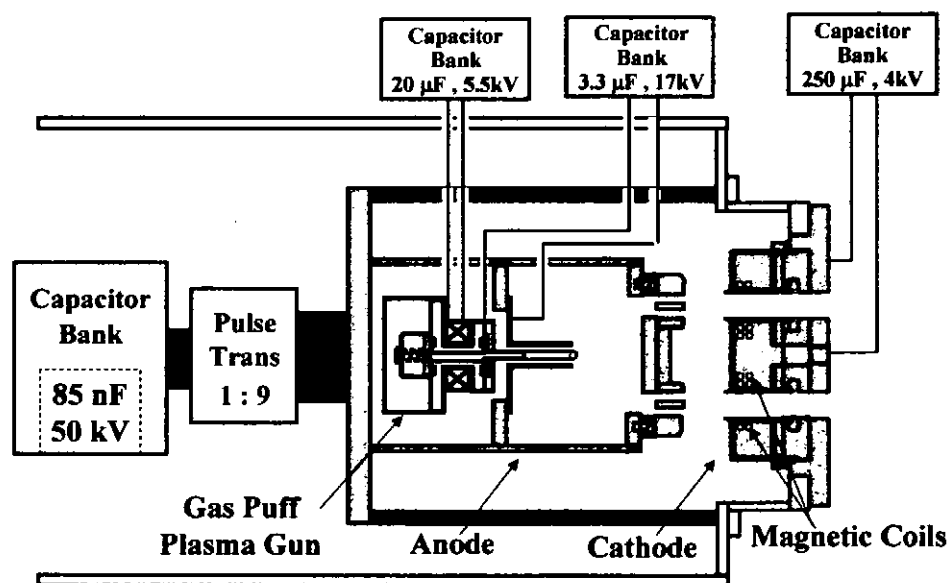 Capacitor
Bank
20 μF , 5.5kV
Capacitor
Bank
3.3 μF , 17kV
Capacitor
Bank
250 μF , 4kV
Capacitor
Bank
85 nF
50 kV
Pulse
Trans
1 : 9
Gas Puff
Plasma Gun
Anode
Cathode
Magnetic Coils